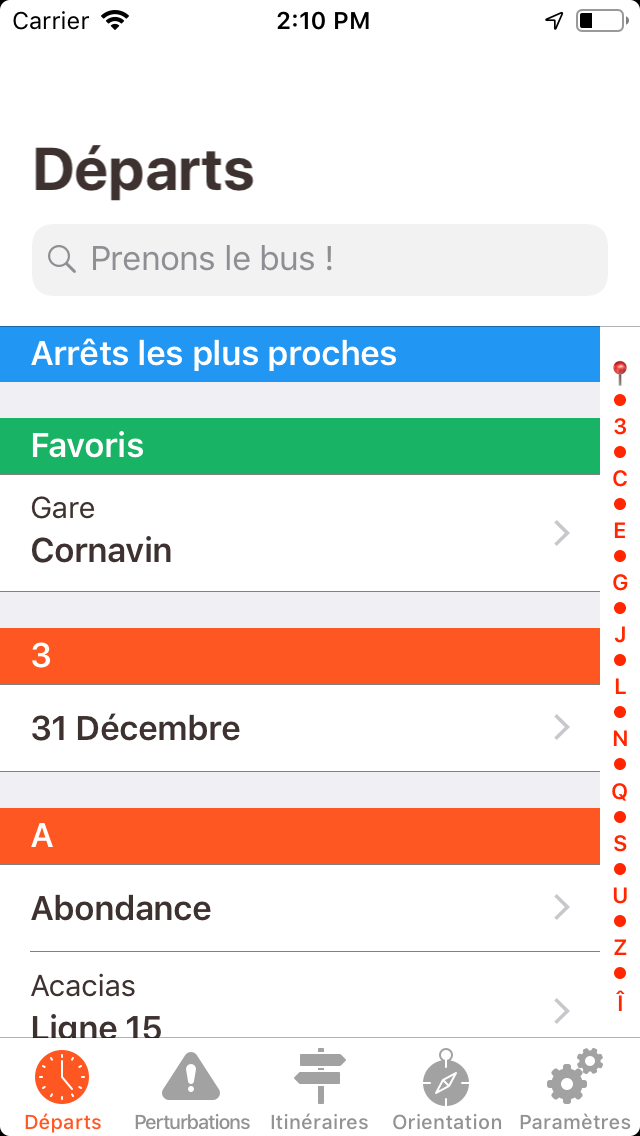 Carrier 2:10 PM
Départs
Prenons le bus !
Arrêts les plus proches
Favoris
Gare
Cornavin
3
31 Décembre
A
Abondance
Acacias
Ligne 15
3
C
E
G
J
L
N
Q
S
U
Z
Î
Départs Perturbations Itinéraires Orientation Paramètres